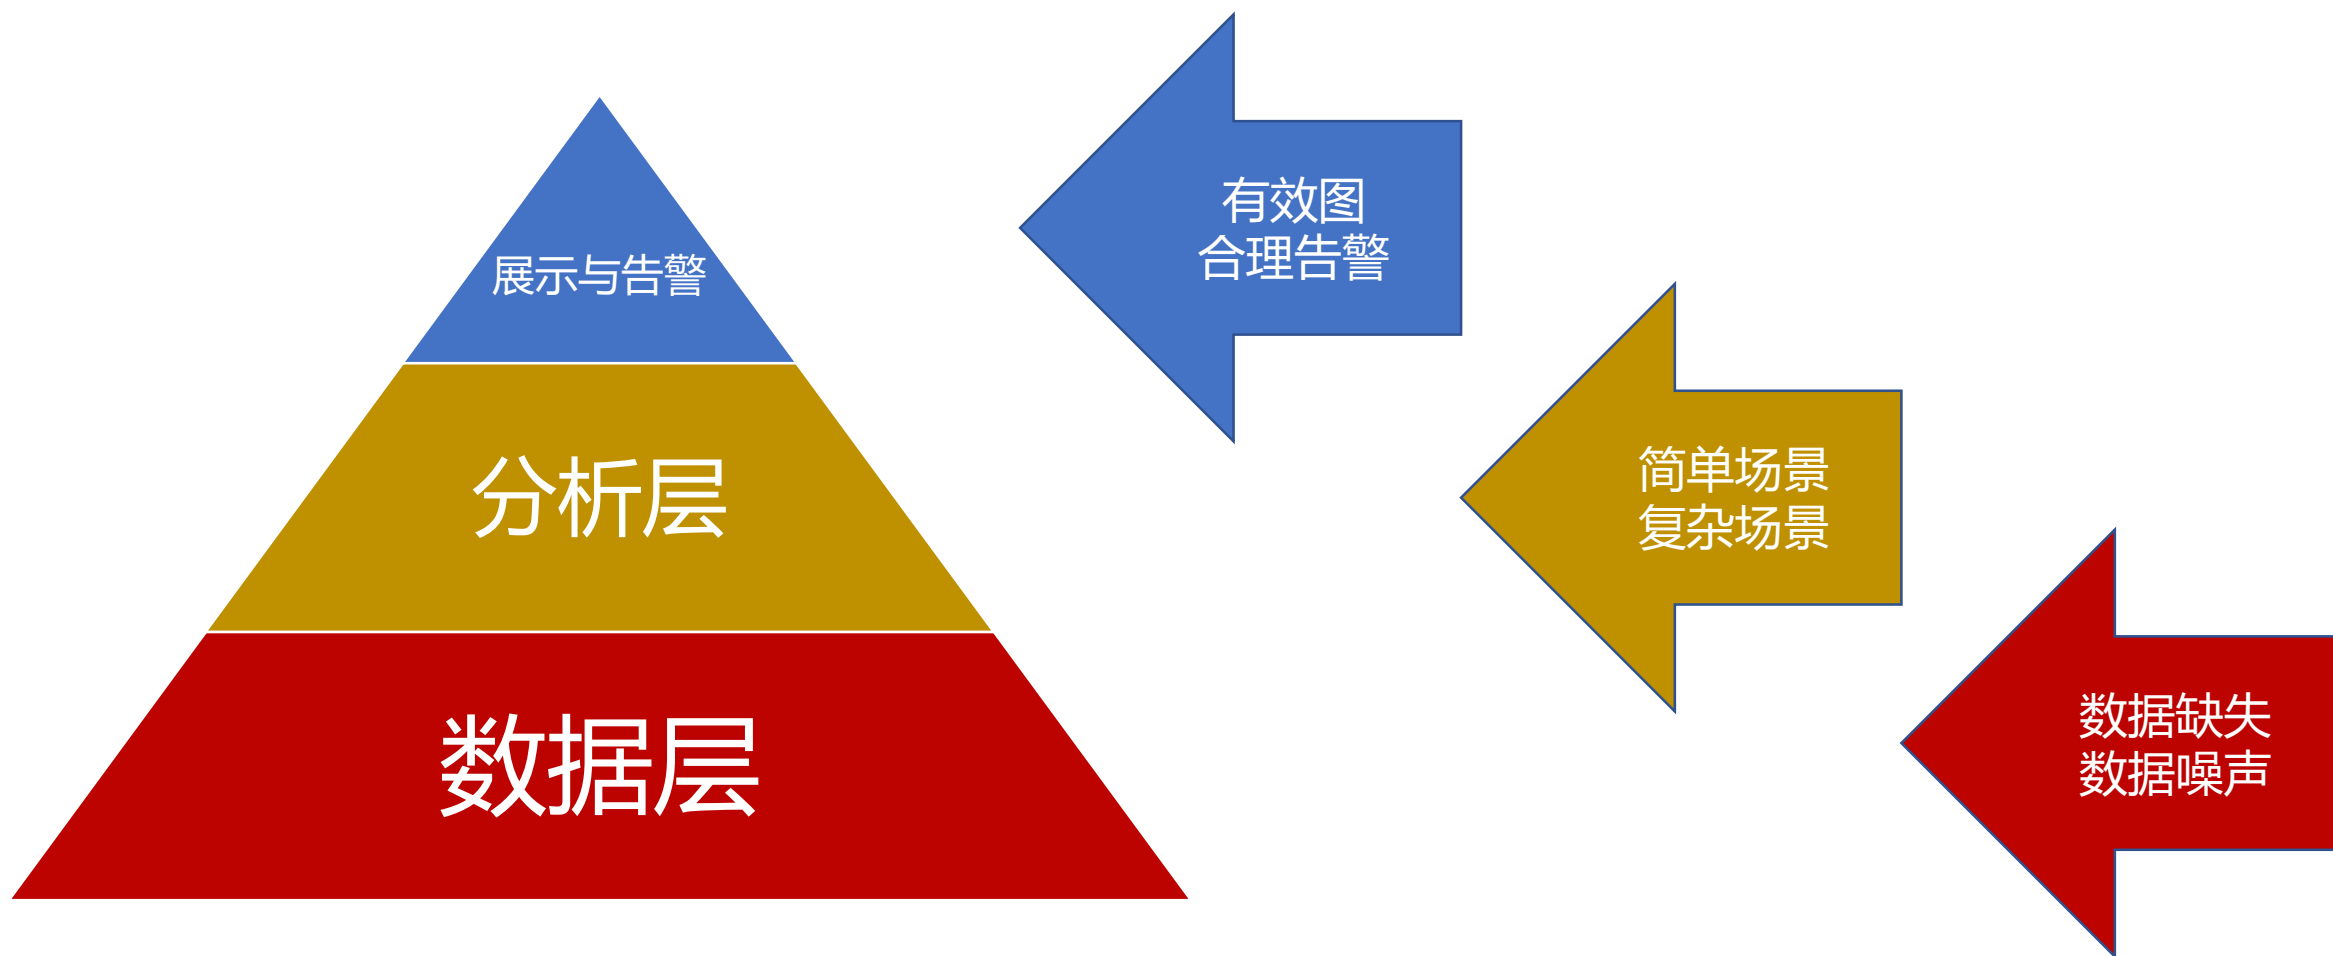 展示与告警
分析层
数据层
有效图
合理告警
简单场景
复杂场景
数据缺失
数据噪声